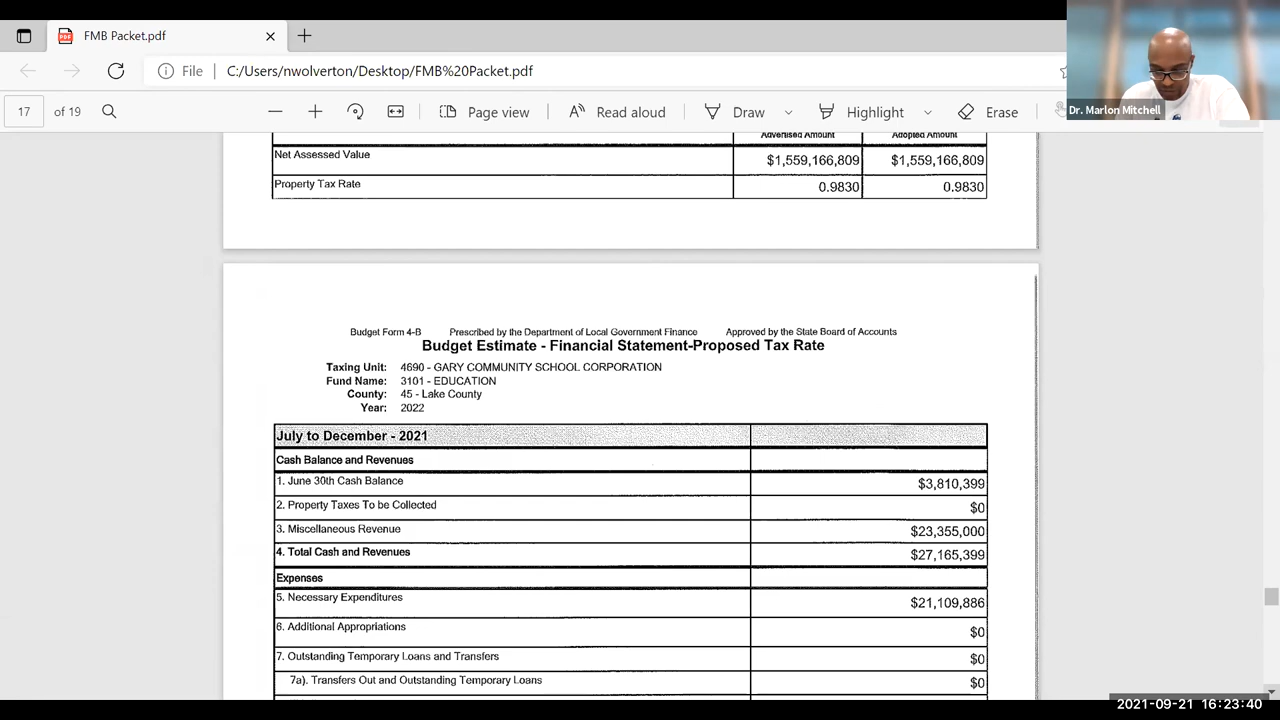 FMB Packet.pdf
File C:/Users/nwolverton/Desktop/FMB%20Packet.pdf
Dr. Marlon Mitchell
17 of 19 Page view Read aloud Draw Highlight Erase
Advertised Amount Adopted Amount
Net Assessed Value $1,559,166,809 $1,559,166,809
Property Tax Rate 0.9830 0.9830
Budget Form 4-B Prescribed by the Department of Local Government Finance Approved by the State Board of Accounts
Budget Estimate - Financial Statement-Proposed Tax Rate
Taxing Unit: 4690 - GARY COMMUNITY SCHOOL CORPORATION
Fund Name: 3101 - EDUCATION
County: 45 - Lake County
Year: 2022
July to December - 2021
Cash Balance and Revenues
1. June 30th Cash Balance $3,810,399
2. Property Taxes To be Collected $0
3. Miscellaneous Revenue $23,355,000
4. Total Cash and Revenues $27,165,399
Expenses
5. Necessary Expenditures $21,109,886
6. Additional Appropriations $0
7. Outstanding Temporary Loans and Transfers $0
7a). Transfers Out and Outstanding Temporary Loans $0
2021-09-21 16:23:40